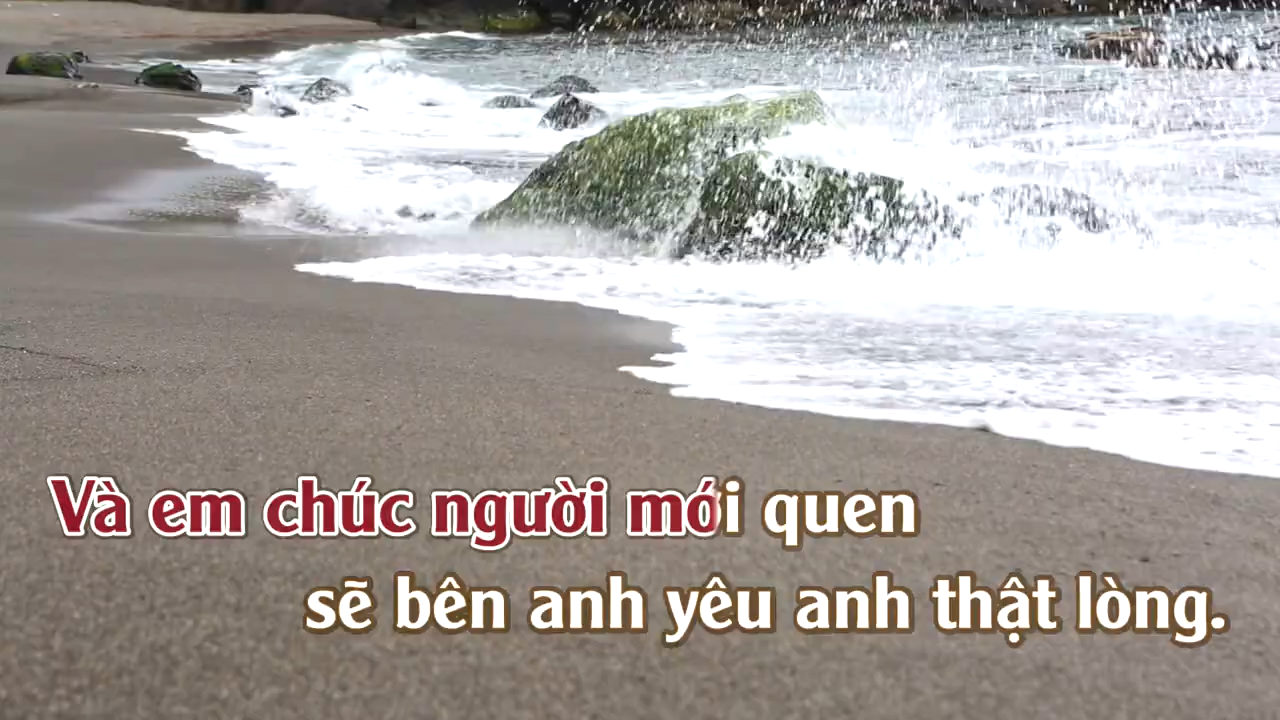 Và em chúc người mới quen
sẽ bên anh yêu anh thật lòng.